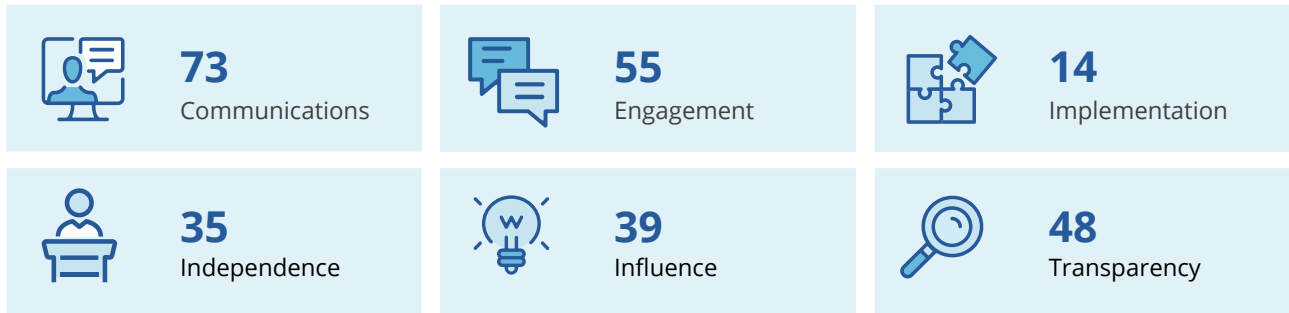 73
Communications
55
Engagement
14
Implementation
35
Independence
39
Influence
48
Transparency